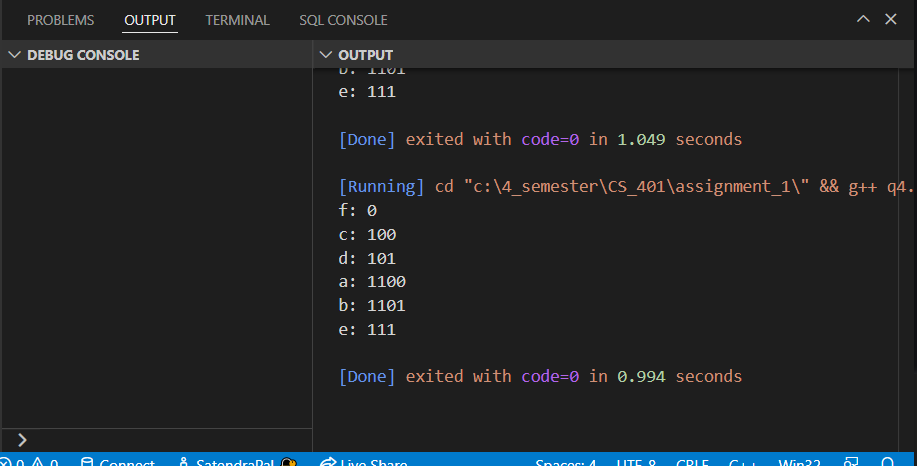 PROBLEMS OUTPUT TERMINAL SQL CONSOLE
DEBUG CONSOLE
OUTPUT
b: 1101
e: 111
[Done] exited with code=0 in 1.049 seconds
[Running] cd "c:\4_semester\CS_401\assignment_1\" && g++ q4.
f: 0
c: 100
d: 101
a: 1100
b: 1101
e: 111
[Done] exited with code=0 in 0.994 seconds
0 0 Connect SatendraPal Live Share Spaces: 4 UTF-8 CRLF C++ Win32